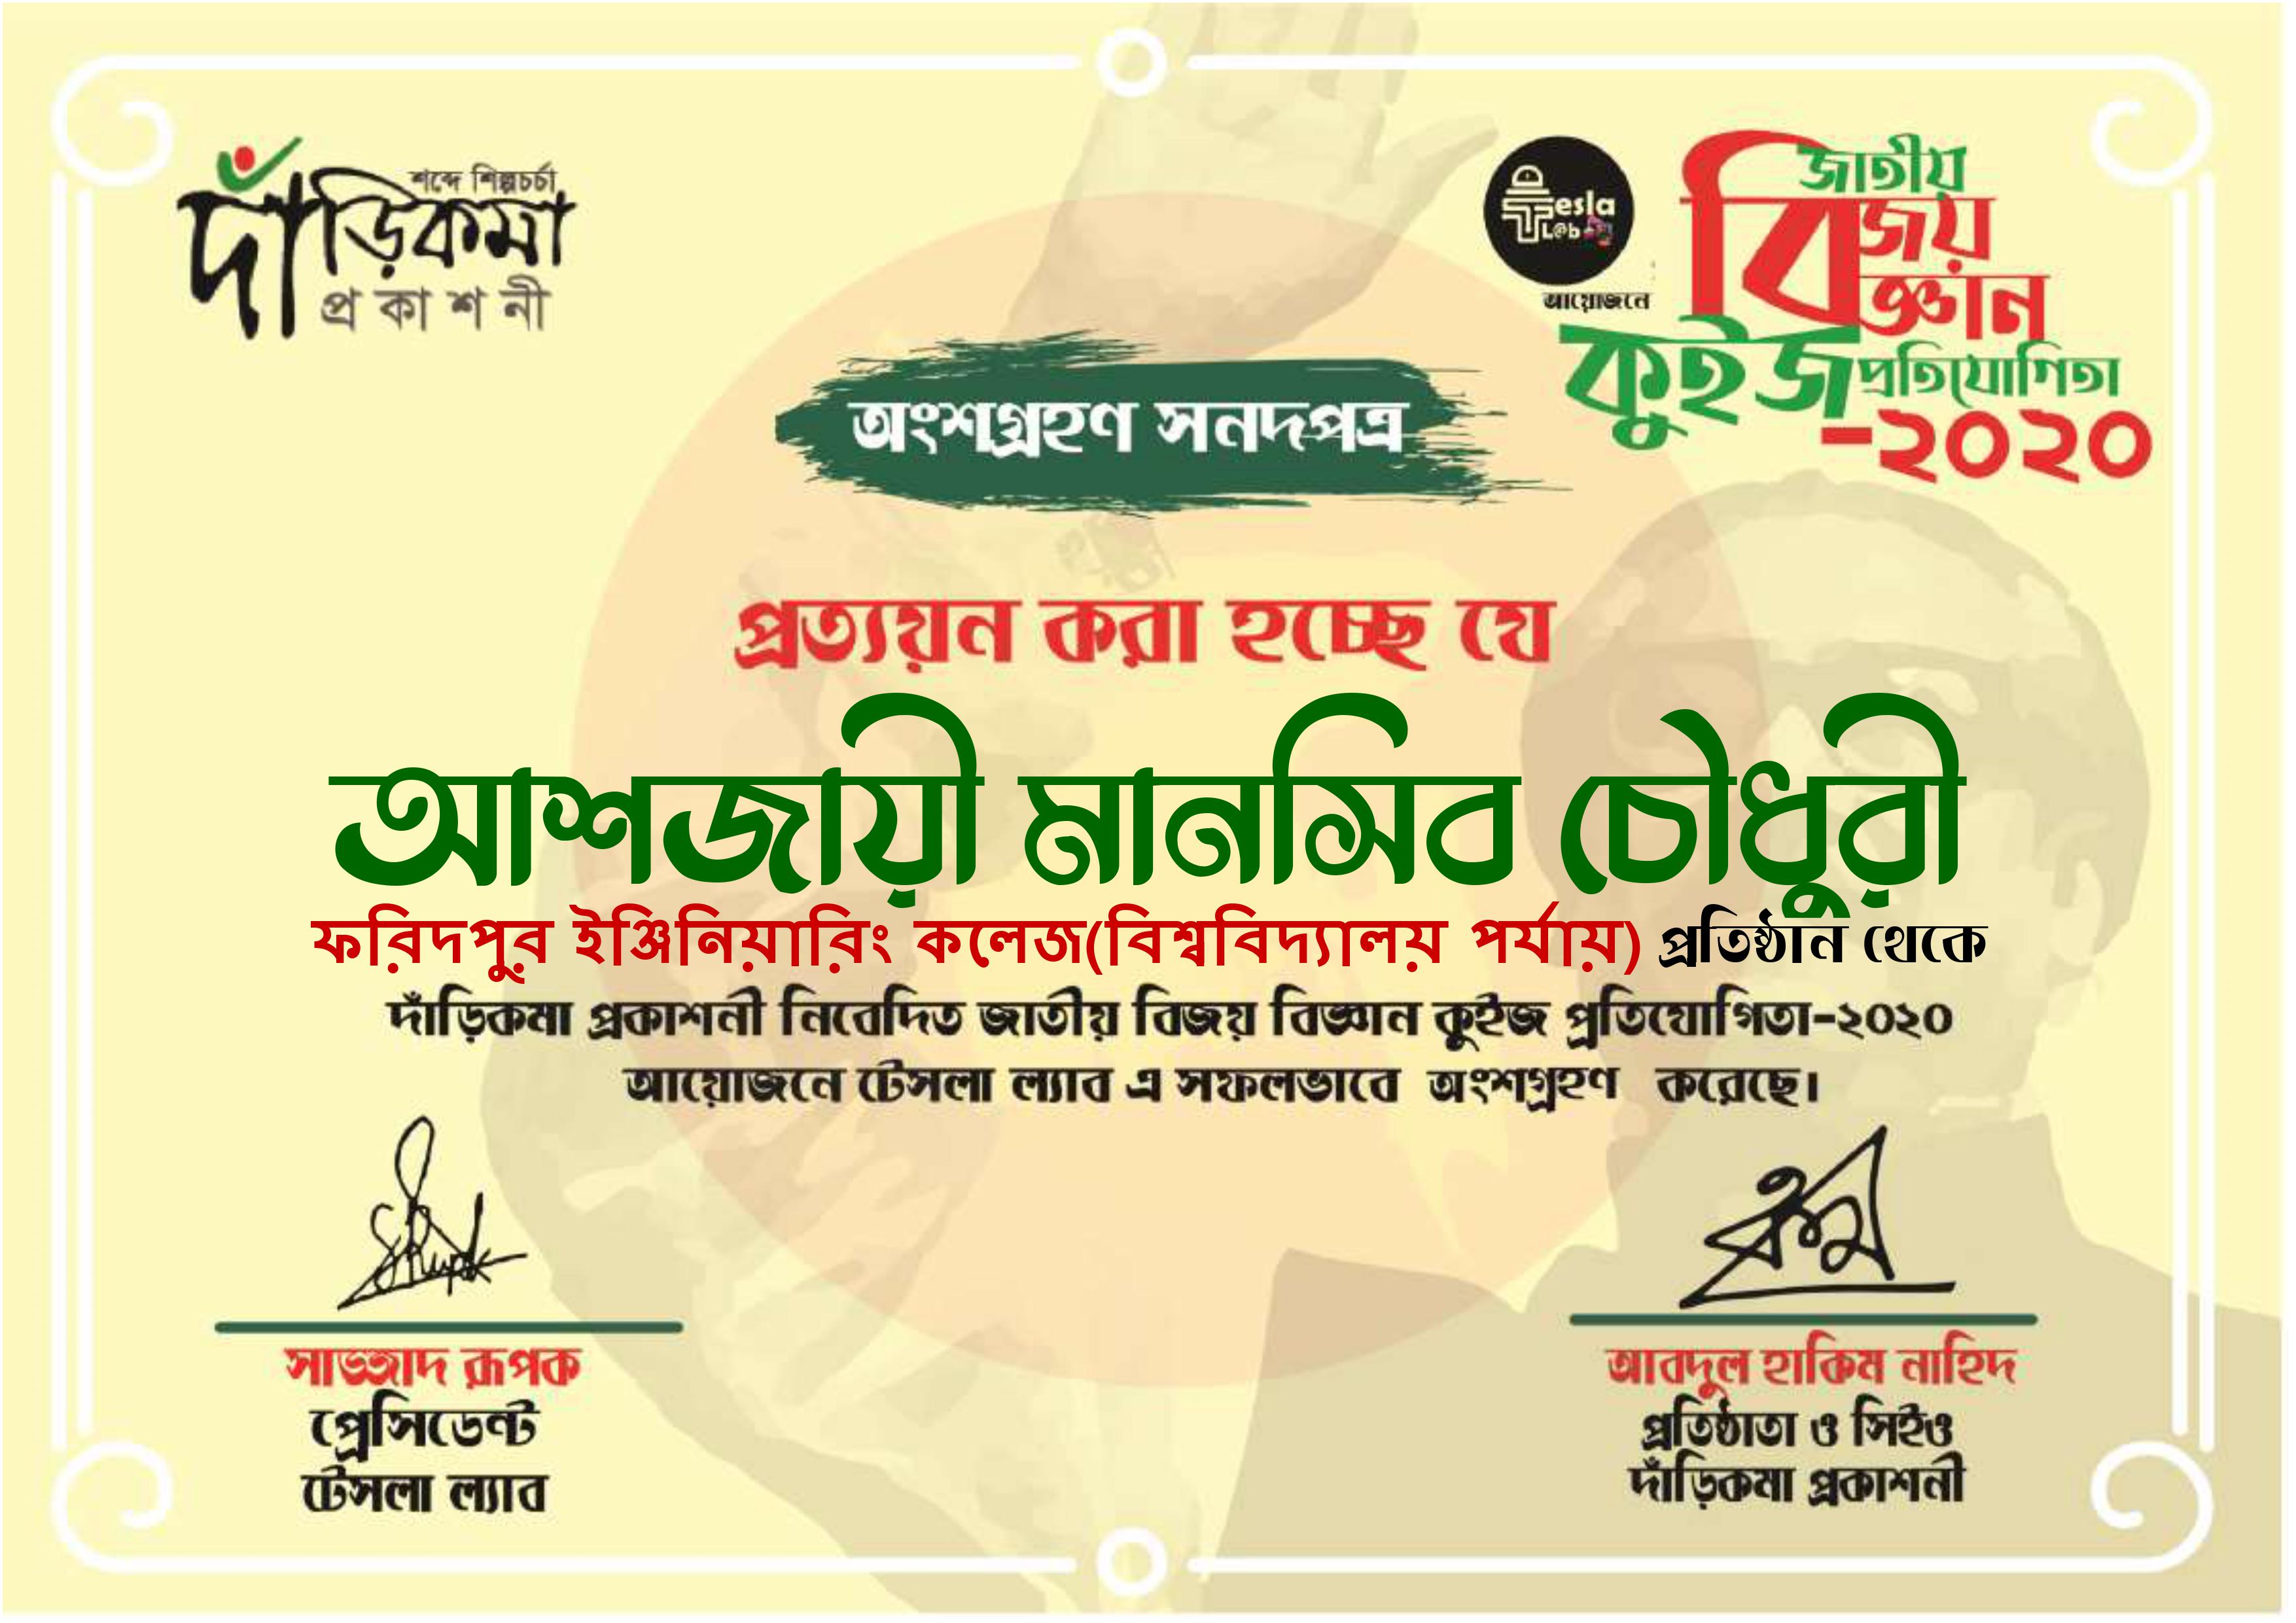 শব্দে শিল্পচর্চা
দাঁড়িকমা
প্রকাশনী
Tesla
L@b
আয়োজনে
জাতীয়
বিজয়
বিজ্ঞান
কুইজ প্রতিযোগিতা
-২০২০
অংশগ্রহণ সনদপত্র
প্রত্যয়ন করা হচ্ছে যে
আশজায়ী মানসিব চৌধুরী
ফরিদপুর ইঞ্জিনিয়ারিং কলেজ(বিশ্ববিদ্যালয় পর্যায়) প্রতিষ্ঠান থেকে
দাঁড়িকমা প্রকাশনী নিবেদিত জাতীয় বিজয় বিজ্ঞান কুইজ প্রতিযোগিতা-২০২০
আয়োজনে টেসলা ল্যাব এ সফলভাবে অংশগ্রহণ করেছে।
সাজ্জাদ রূপক
প্রেসিডেন্ট
টেসলা ল্যাব
আবদুল হাকিম নাহিদ
প্রতিষ্ঠাতা ও সিইও
দাঁড়িকমা প্রকাশনী